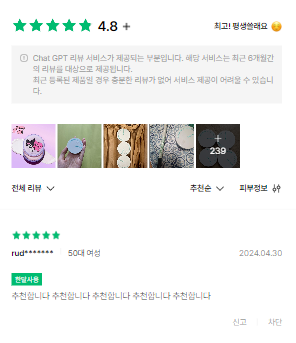 4.8 +
최고! 평생쓸래요
Chat GPT 리뷰 서비스가 제공되는 부분입니다. 해당 서비스는 최근 6개월간
의 리뷰를 대상으로 제공됩니다.
최근 등록된 제품일 경우 충분한 리뷰가 없어 서비스 제공이 어려울 수 있습니
다.
+
239
전체 리뷰
추천순
피부정보
rud*******
50대 여성
2024.04.30
한달사용
추천합니다 추천합니다 추천합니다 추천합니다 추천합니다
신고
차단